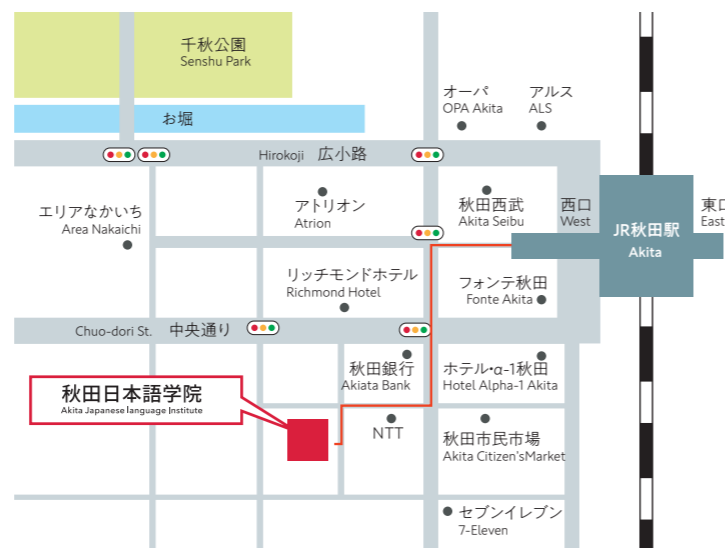 千秋公園
Senshu Park
お堀
オーパ
OPA Akita
アルス
ALS
Hirokoji 広小路
エリアなかいち
Area Nakaichi
アトリオン
Atrion
秋田西武
Akita Seibu
西口
West
JR秋田駅
Akita
東口
East
リッチモンドホテル
Richmond Hotel
フォンテ秋田
Fonte Akita
Chuo-dori St. 中央通り
秋田銀行
Akiata Bank
ホテル・α-1秋田
Hotel Alpha-1 Akita
秋田日本語学院
Akita Japanese language Institute
NTT
秋田市民市場
Akita Citizen'sMarket
セブンイレブン
7-Eleven